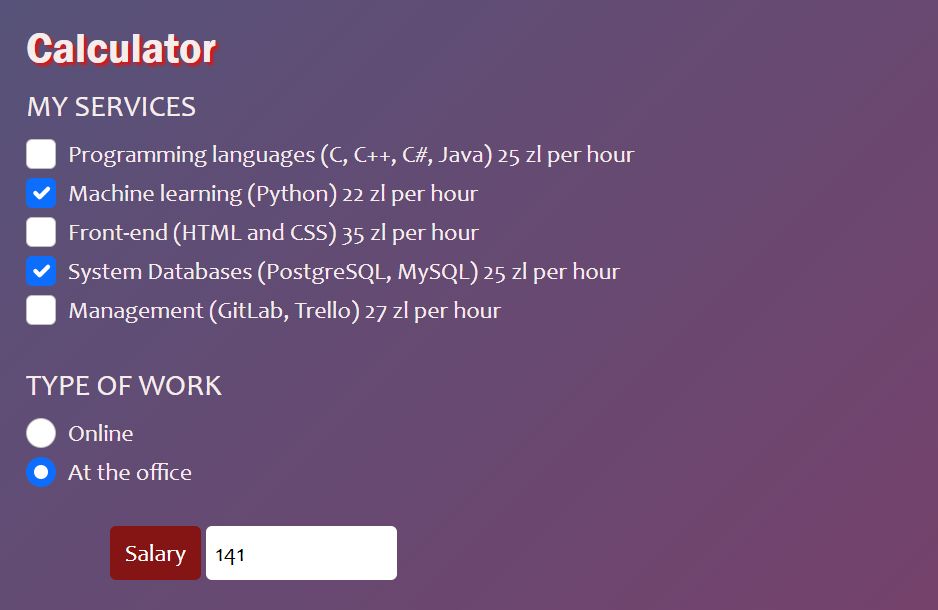 Calculator
MY SERVICES
Programming languages (C, C++, C#, Java) 25 zl per hour
Machine learning (Python) 22 zl per hour
Front-end (HTML and CSS) 35 zl per hour
System Databases (PostgreSQL, MySQL) 25 zl per hour
Management (GitLab, Trello) 27 zl per hour
TYPE OF WORK
Online
At the office
Salary 141